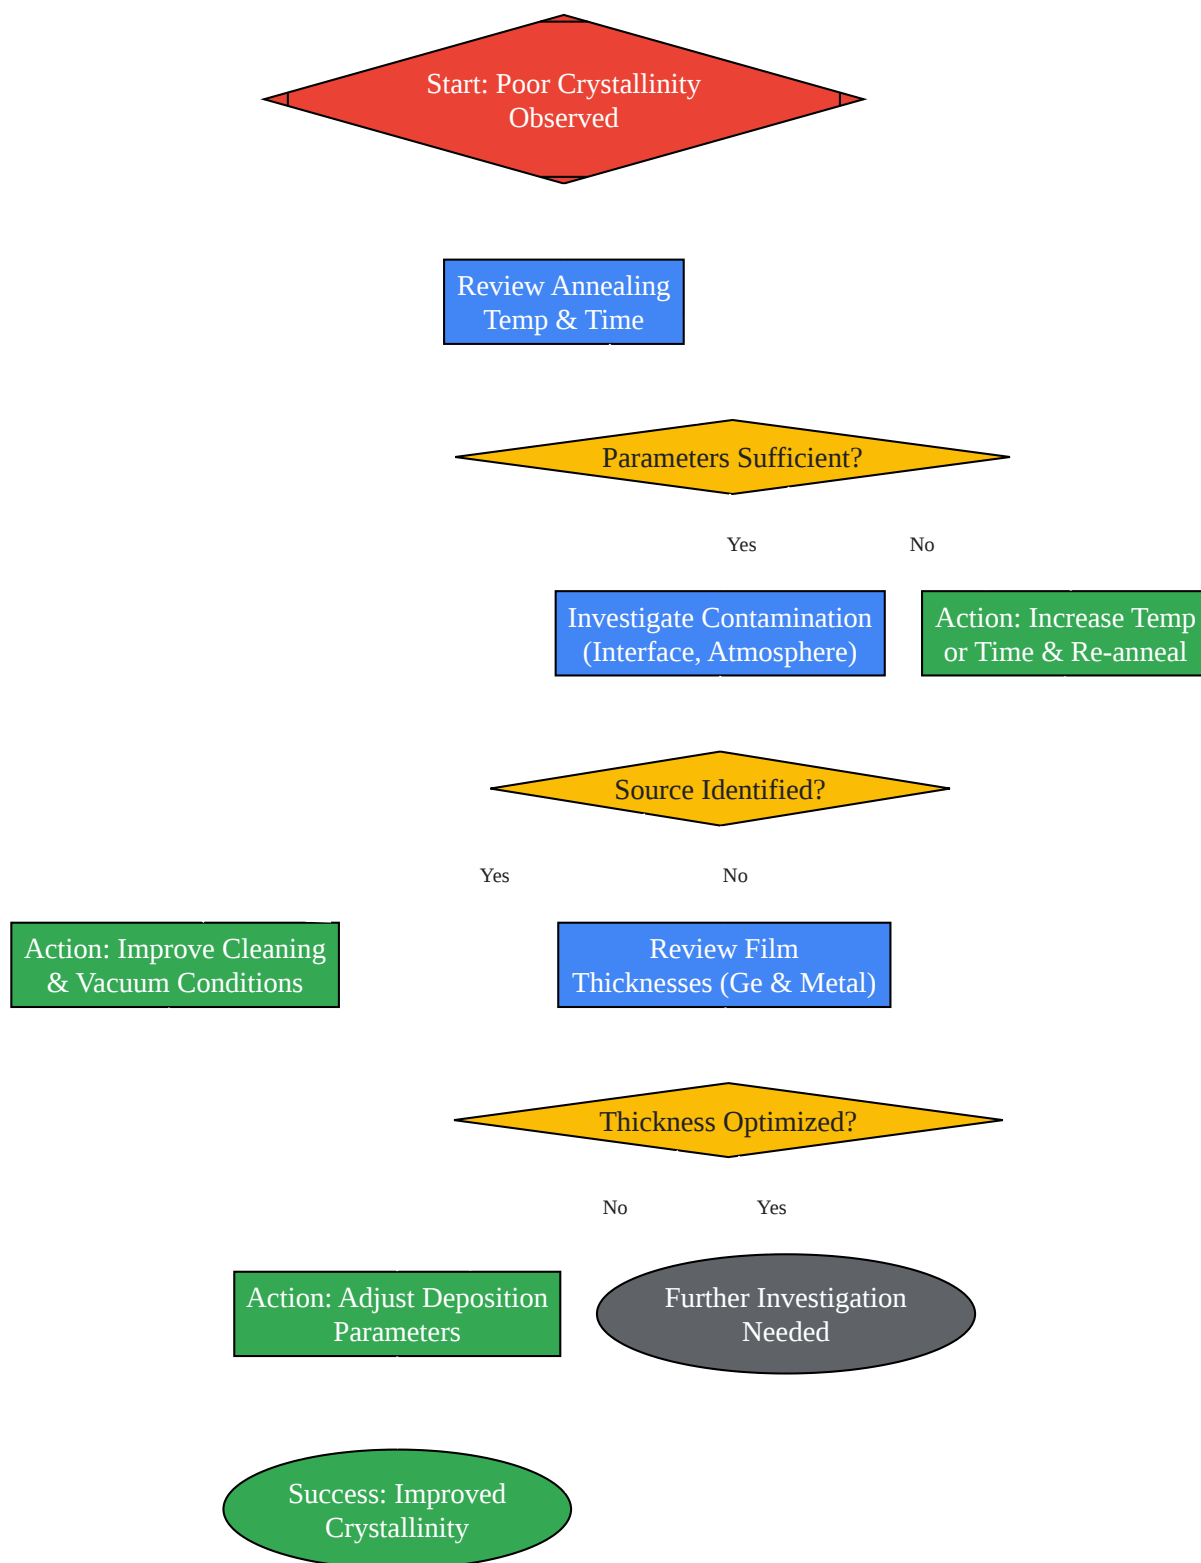 Start: Poor Crystallinity
Observed
Review Annealing
Temp & Time
Parameters Sufficient?
Yes
No
Investigate Contamination
(Interface, Atmosphere)
Action: Increase Temp
or Time & Re-anneal
Source Identified?
Yes
No
Action: Improve Cleaning
& Vacuum Conditions
Review Film
Thicknesses (Ge & Metal)
Thickness Optimized?
No
Yes
Action: Adjust Deposition
Parameters
Further Investigation
Needed
Success: Improved
Crystallinity